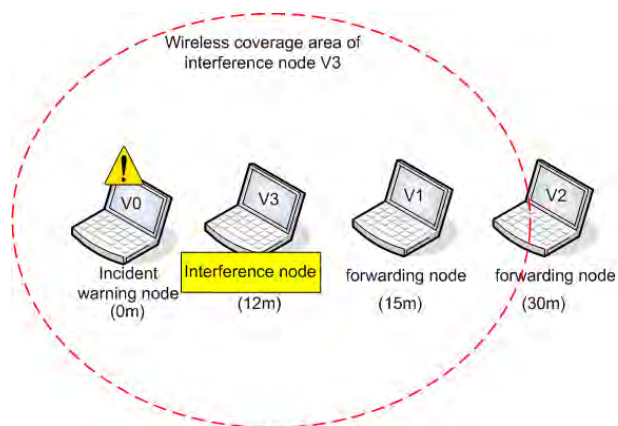 Wireless coverage area of
interference node V3
!
V0
V3
V1
V2
Incident
warning node
(0m)
Interference node
(12m)
forwarding node
(15m)
forwarding node
(30m)